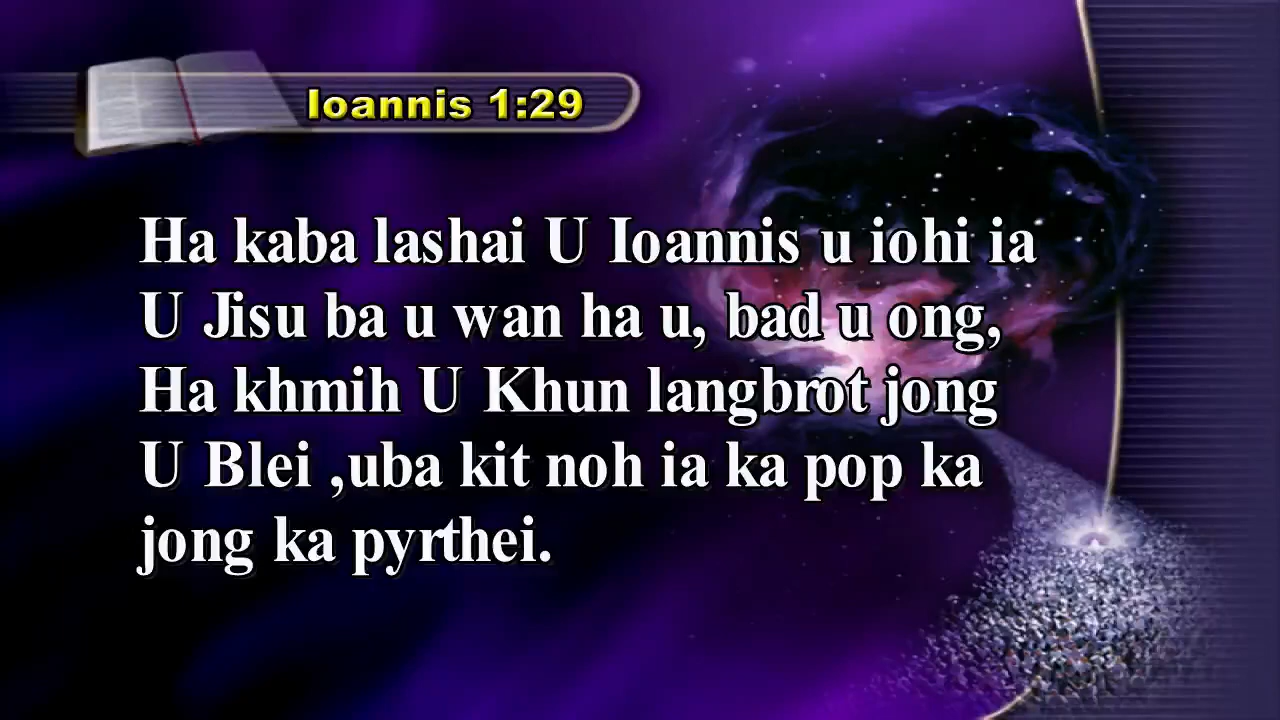 Ioannis 1:29
Ha kaba lashai U Ioannis u iohi ia
U Jisu ba u wan ha u, bad u ong,
Ha khmih U Khun langbrot jong
U Blei ,uba kit noh ia ka pop ka
jong ka pyrthei.